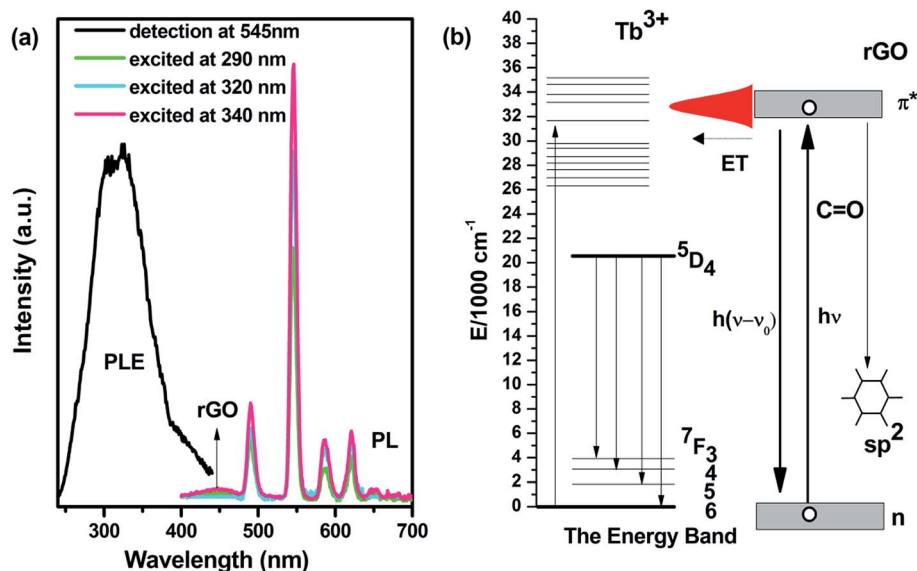 (a)
detection at 545nm
excited at 290 nm
excited at 320 nm
excited at 340 nm
Intensity (a.u.)
PLE
rGO
PL
300 400 500 600 700
Wavelength (nm)
(b)
Tb3+
rGO
E/1000 cm-1
40
38
36
34
32
30
28
26
24
22
20
18
16
14
12
10
8
6
4
2
0
π*
ET
C=O
5D4
h(ν−ν0)
hν
sp2
7F3
4
5
6
n
The Energy Band